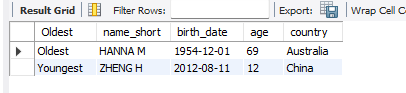 Result Grid Filter Rows: Export: Wrap Cell Co
Oldest name_short birth_date age country
Oldest HANNA M 1954-12-01 69 Australia
Youngest ZHENG H 2012-08-11 12 China